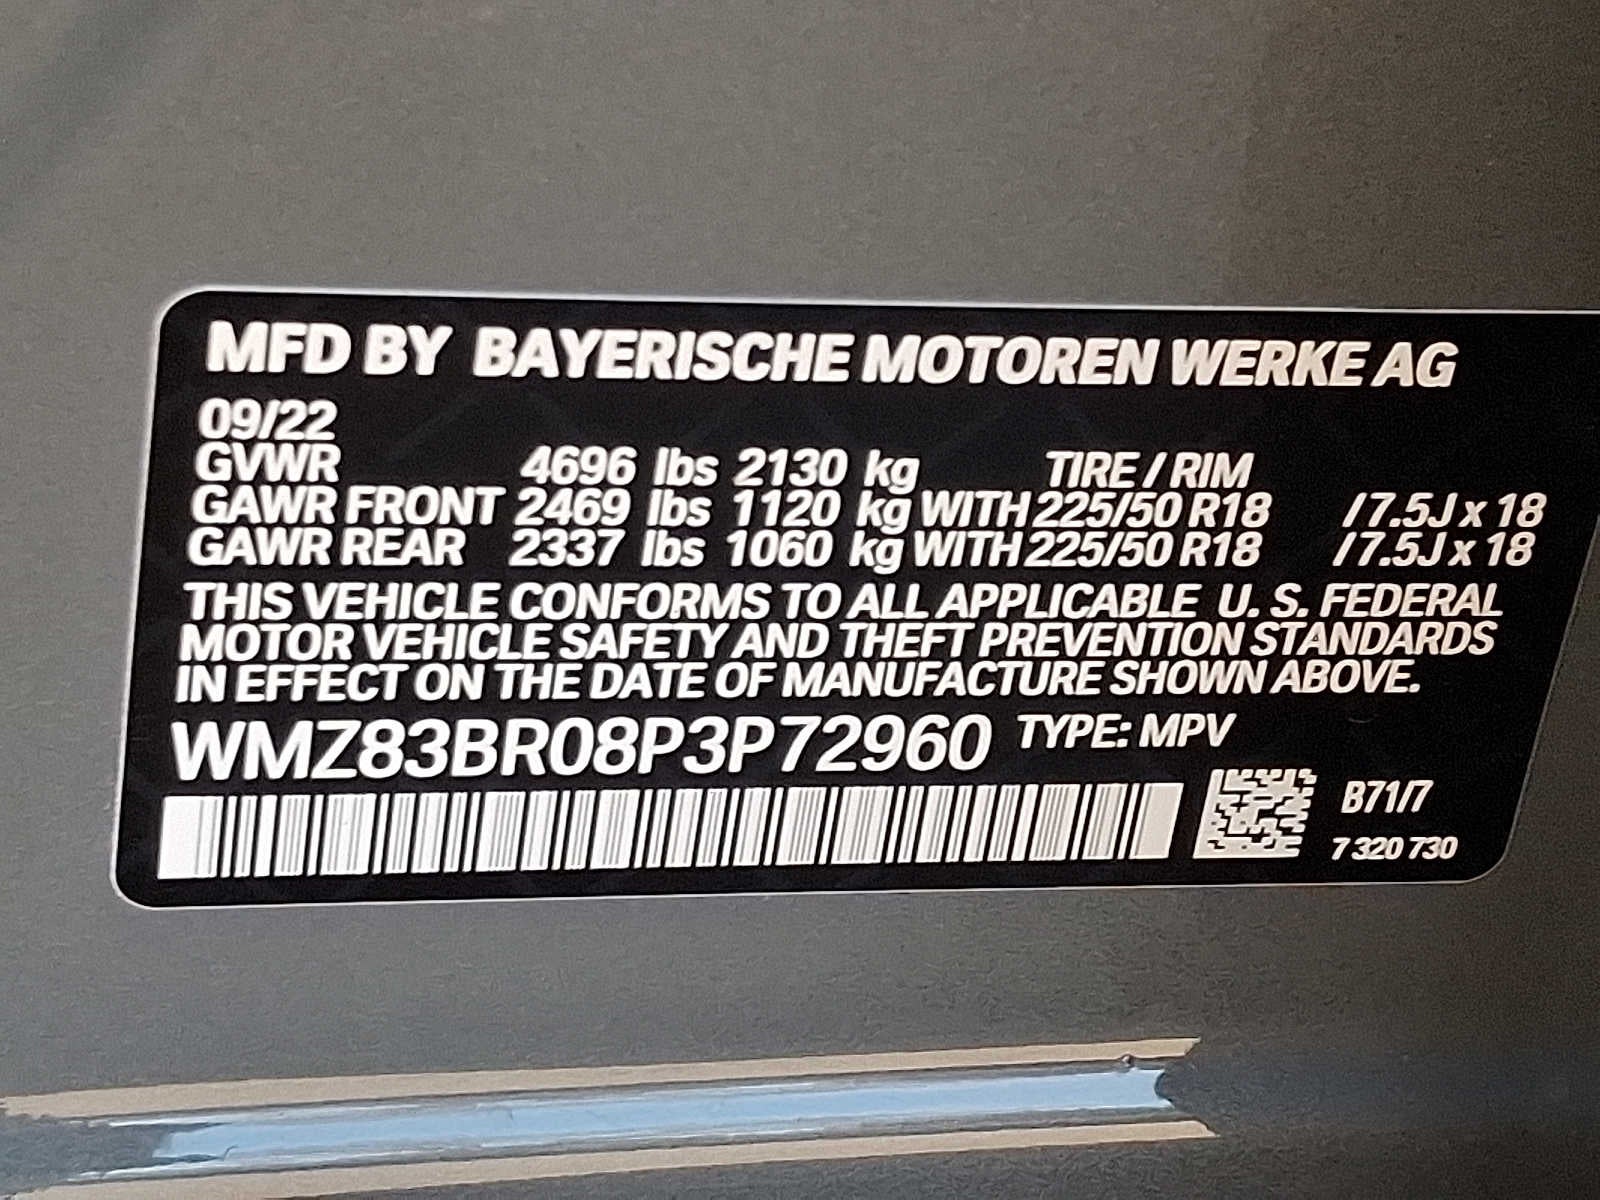 MFD BY BAYERISCHE MOTOREN WERKE AG
09/22
GVWR 4696 lbs 2130 kg TIRE / RIM
GAWR FRONT 2469 lbs 1120 kg WITH 225/50 R18 / 7.5J x 18
GAWR REAR 2337 lbs 1060 kg WITH 225/50 R18 / 7.5J x 18
THIS VEHICLE CONFORMS TO ALL APPLICABLE U. S. FEDERAL
MOTOR VEHICLE SAFETY AND THEFT PREVENTION STANDARDS
IN EFFECT ON THE DATE OF MANUFACTURE SHOWN ABOVE.
WMZ83BR08P3P72960 TYPE: MPV
B71/7
7 320 730